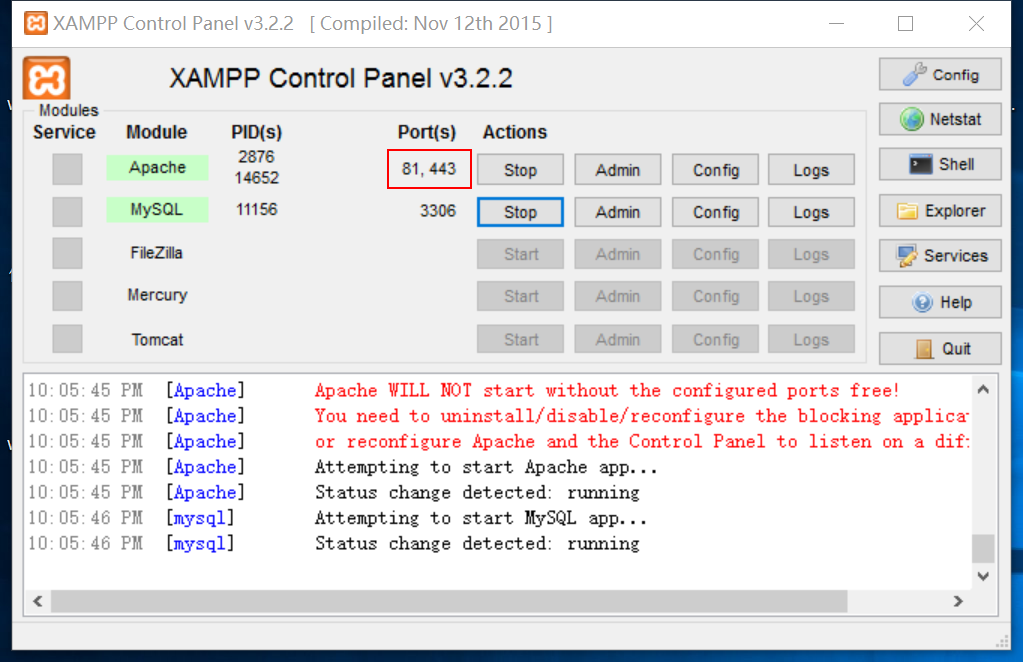 XAMPP Control Panel v3.2.2 [ Compiled: Nov 12th 2015 ]
XAMPP Control Panel v3.2.2
Config
Modules
Service Module PID(s) Port(s) Actions
Netstat
Apache 2876 14652 81, 443 Stop Admin Config Logs
Shell
MySQL 11156 3306 Stop Admin Config Logs
Explorer
FileZilla Start Admin Config Logs
Services
Mercury Start Admin Config Logs
Help
Tomcat Start Admin Config Logs
Quit
10:05:45 PM [Apache] Apache WILL NOT start without the configured ports free!
10:05:45 PM [Apache] You need to uninstall/disable/reconfigure the blocking
10:05:45 PM [Apache] or reconfigure Apache and the Control Panel to listen on a
10:05:45 PM [Apache] Attempting to start Apache app...
10:05:45 PM [Apache] Status change detected: running
10:05:46 PM [mysql] Attempting to start MySQL app...
10:05:46 PM [mysql] Status change detected: running